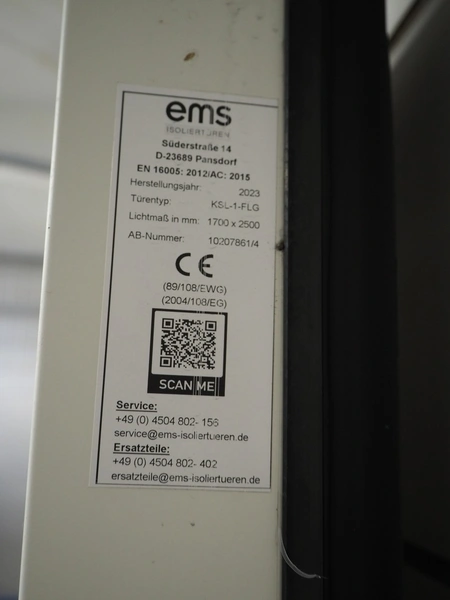 ems
ISOLIERTÜREN
Süderstraße 14
D-23689 Pansdorf
EN 16005: 2012/AC: 2015
Herstellungsjahr: 2023
Türentyp: KSL-1-FLG
Lichtmaß in mm: 1700 x 2500
AB-Nummer: 10207861/4
CE
(89/108/EWG)
(2004/108/EG)
SCAN ME
Service:
+49 (0) 4504 802- 156
service@ems-isoliertueren.de
Ersatzteile:
+49 (0) 4504 802- 402
ersatzteile@ems-isoliertueren.de